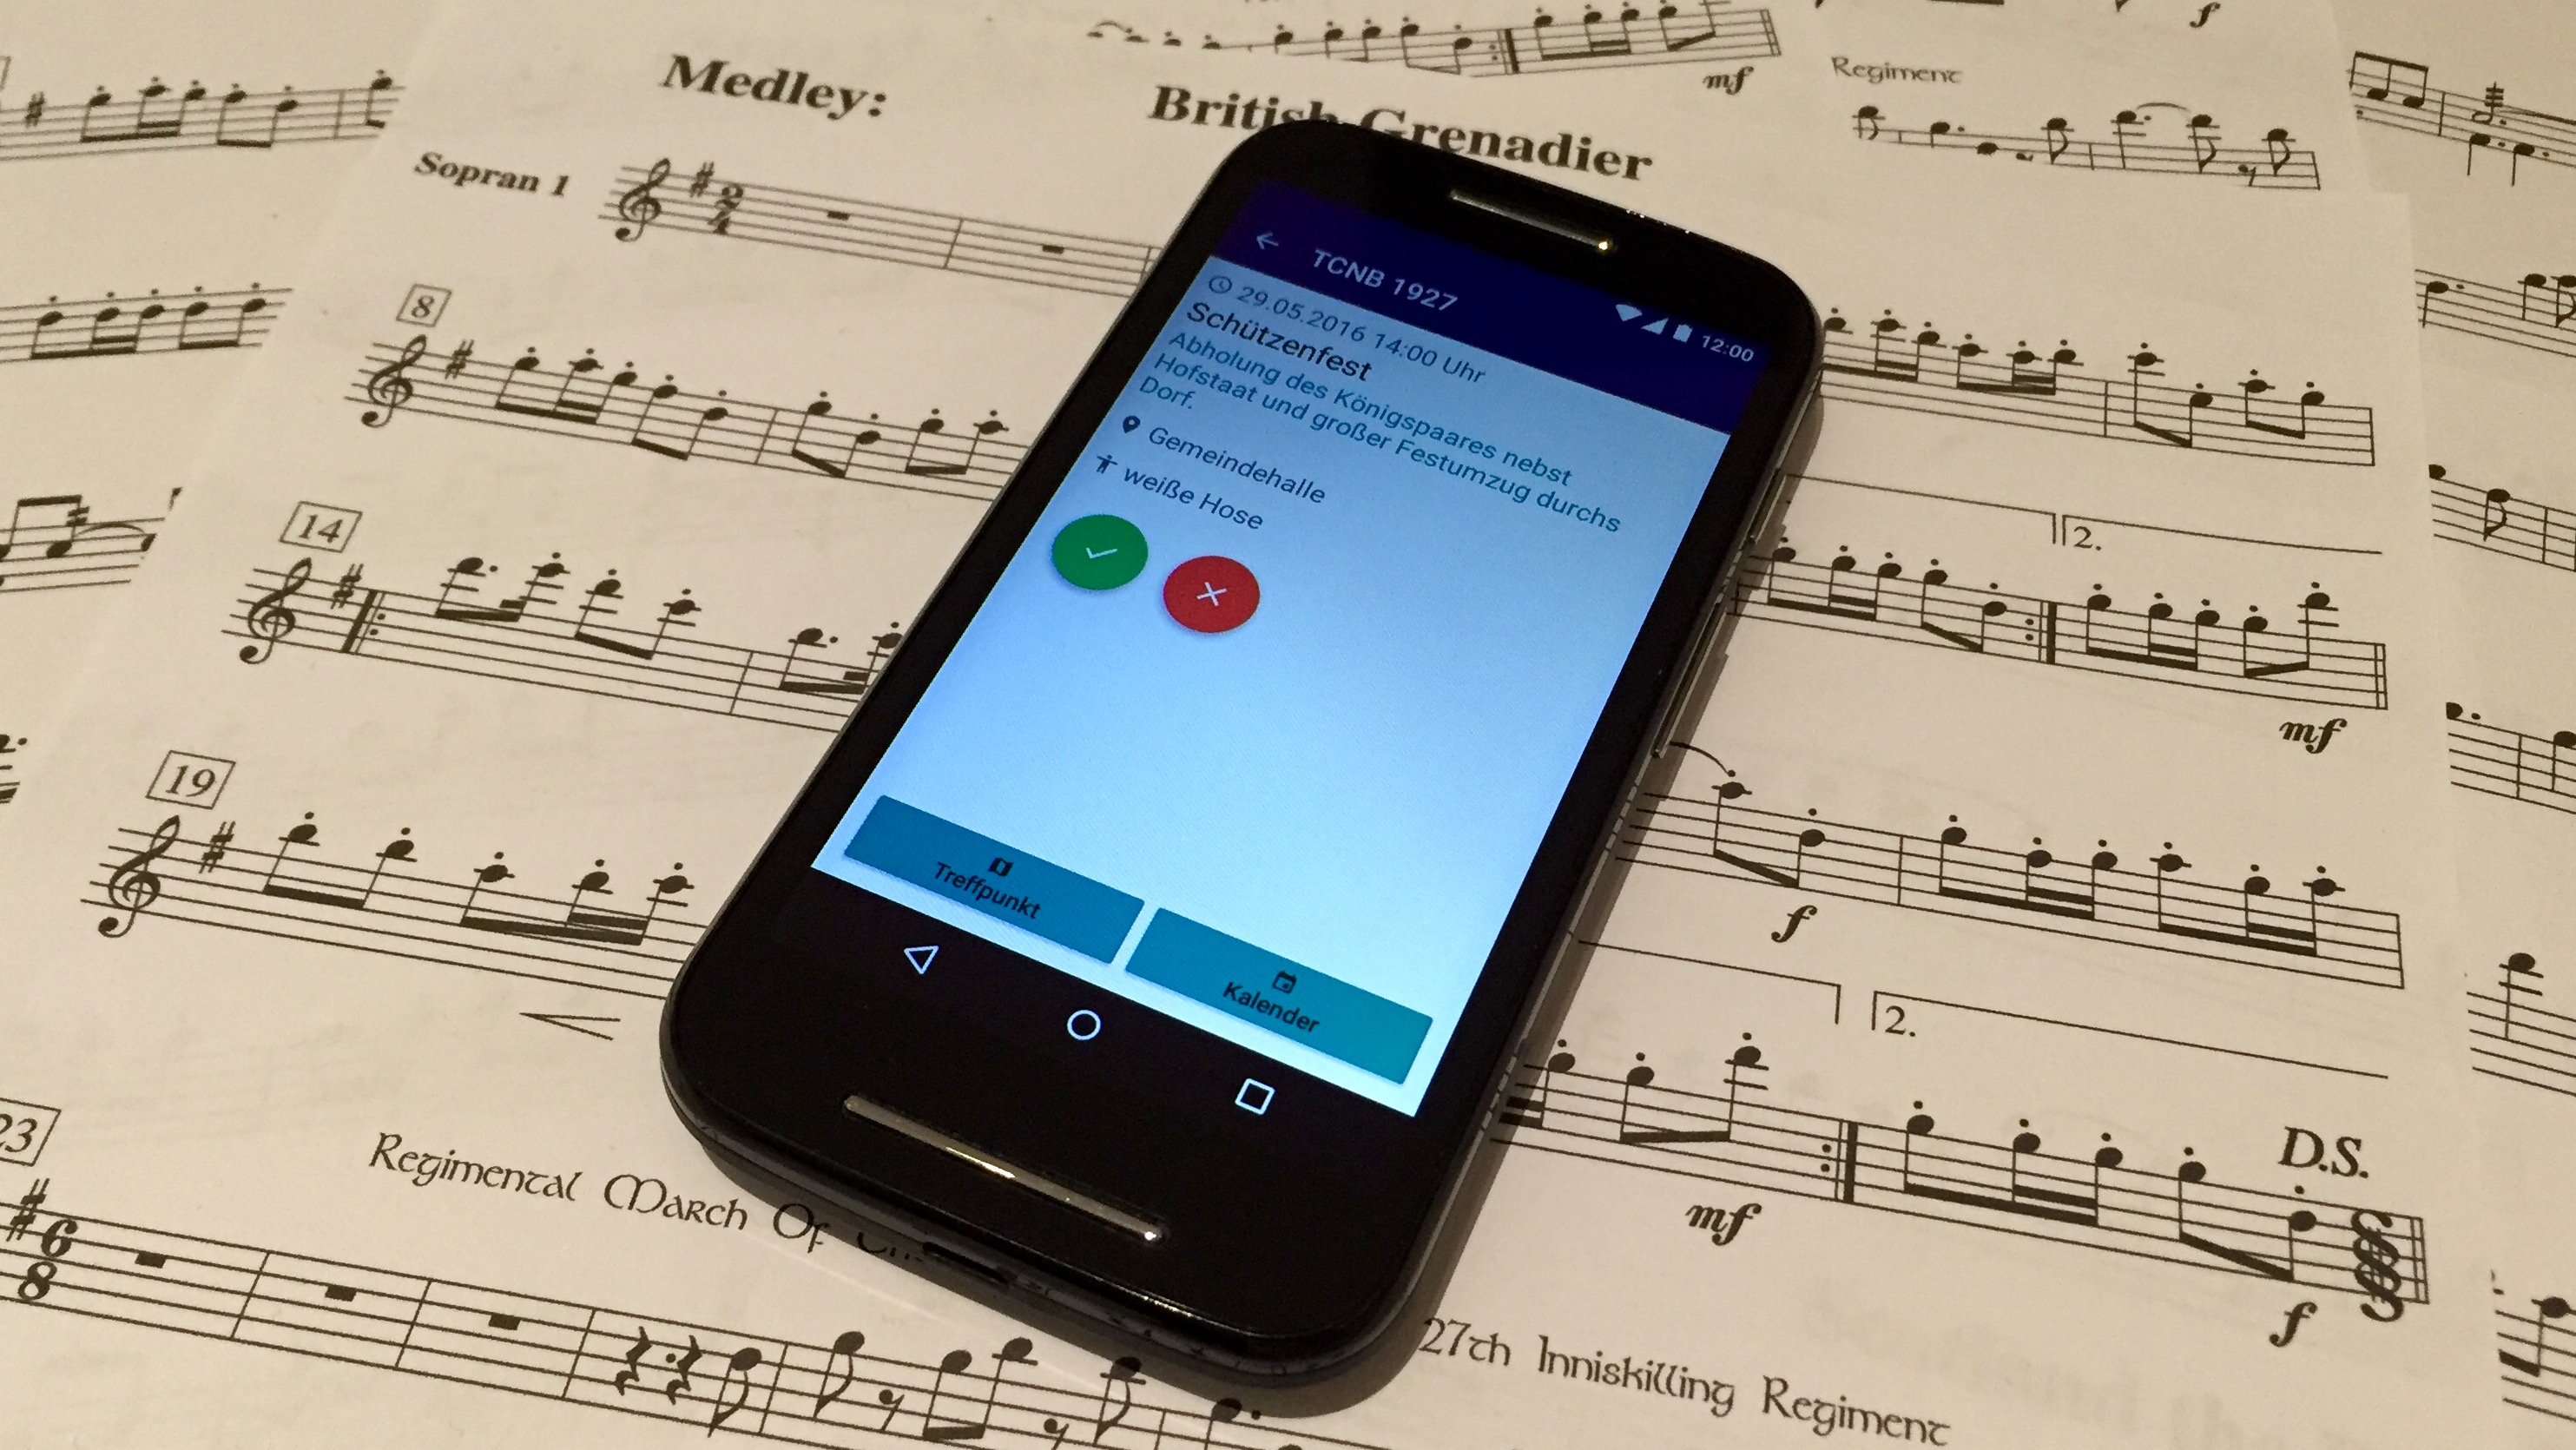 f
mf
Regiment
Medley:
British Grenadier
Sopran 1
2
4
8
14
2.
mf
19
f
2.
23
Regimental March Of
D.S.
mf
6
8
f
27th Inniskilling Regiment
12:00
TCNB 1927
29.05.2016 14:00 Uhr
Schützenfest
Abholung des Königspaares nebst
Hofstaat und großer Festumzug durchs
Dorf.
Gemeindehalle
weiße Hose
Treffpunkt
Kalender